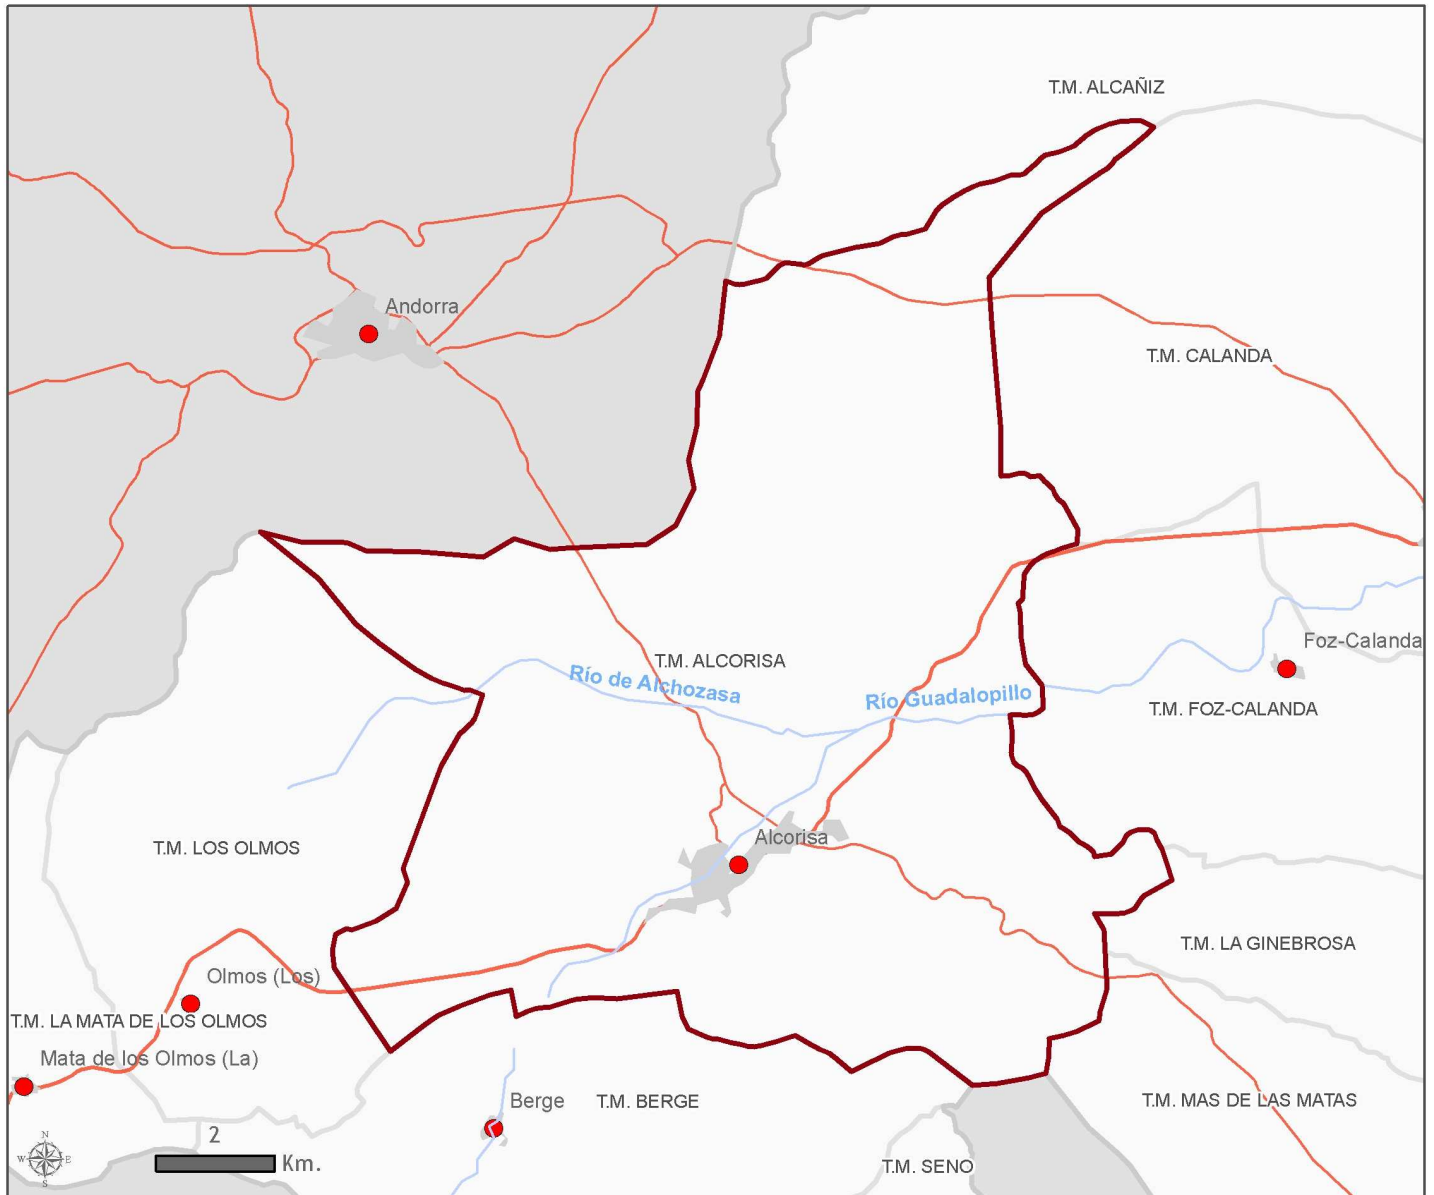 T.M. ALCAÑIZ
Andorra
T.M. CALANDA
Foz-Calanda
T.M. ALCORISA
Río de Alchozasa
Río Guadalopillo
T.M. FOZ-CALANDA
Alcorisa
T.M. LOS OLMOS
T.M. LA GINEBROSA
Olmos (Los)
T.M. LA MATA DE LOS OLMOS
Mata de los Olmos (La)
Berge
T.M. BERGE
T.M. MAS DE LAS MATAS
2
Km.
T.M. SENO
N
W
E
S